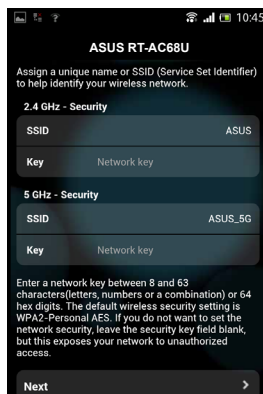 10:45
ASUS RT-AC68U
Assign a unique name or SSID (Service Set Identifier)
to help identify your wireless network.
2.4 GHz - Security
SSID ASUS
Key Network key
5 GHz - Security
SSID ASUS_5G
Key Network key
Enter a network key between 8 and 63
characters(letters, numbers or a combination) or 64
hex digits. The default wireless security setting is
WPA2-Personal AES. If you do not want to set the
network security, leave the security key field blank,
but this exposes your network to unauthorized
access.
Next